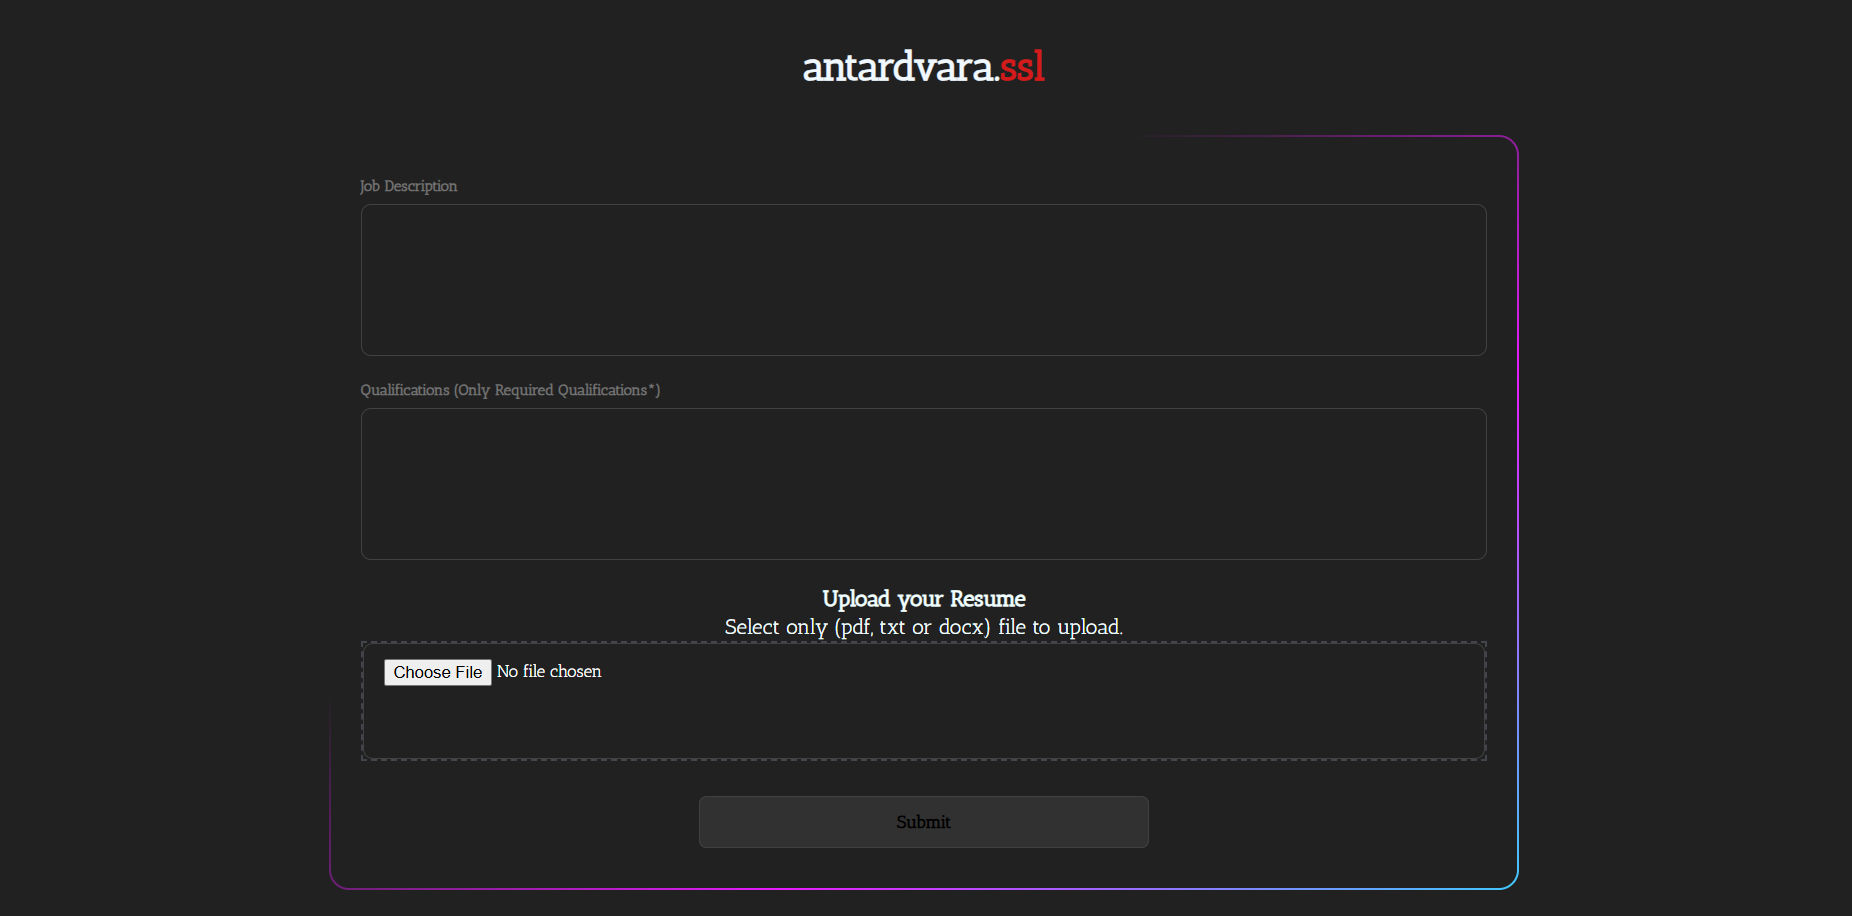 antardvara.ssl
Job Description
Qualifications (Only Required Qualifications*)
Upload your Resume
Select only (pdf, txt or docx) file to upload.
Choose File No file chosen
Submit